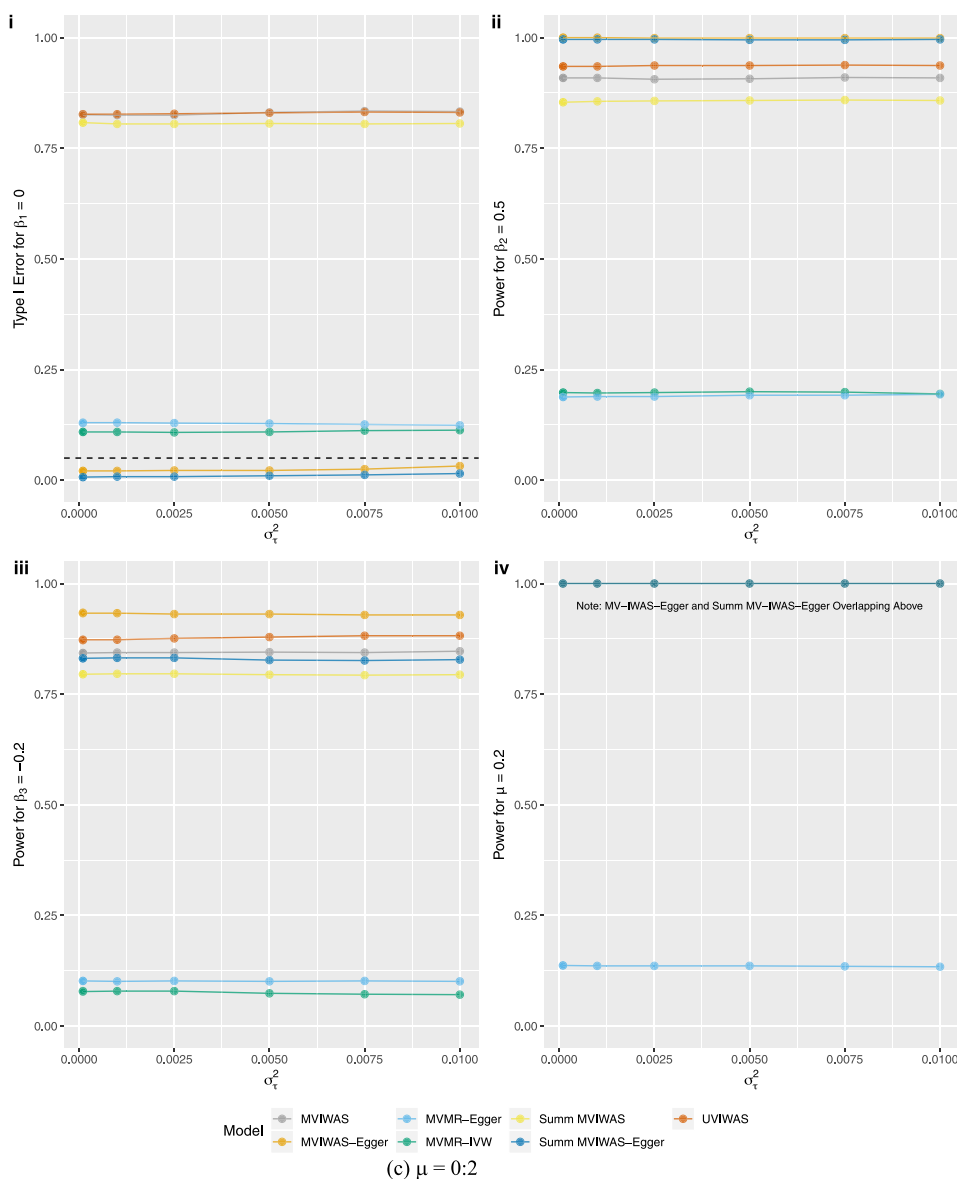 i
1.00
0.75
0.50
0.25
0.00
Type I Error for β₁ = 0
0.0000 0.0025 0.0050 0.0075 0.0100
σ²τ
ii
1.00
0.75
0.50
0.25
0.00
Power for β₂ = 0.5
0.0000 0.0025 0.0050 0.0075 0.0100
σ²τ
iii
1.00
0.75
0.50
0.25
0.00
Power for β₃ = −0.2
0.0000 0.0025 0.0050 0.0075 0.0100
σ²τ
iv
1.00
0.75
0.50
0.25
0.00
Power for μ = 0.2
Note: MV−IWAS−Egger and Summ MV−IWAS−Egger Overlapping Above
0.0000 0.0025 0.0050 0.0075 0.0100
σ²τ
Model
MVIWAS MVMR−Egger Summ MVIWAS UVIWAS
MVIWAS−Egger MVMR−IVW Summ MVIWAS−Egger
(c) μ = 0:2